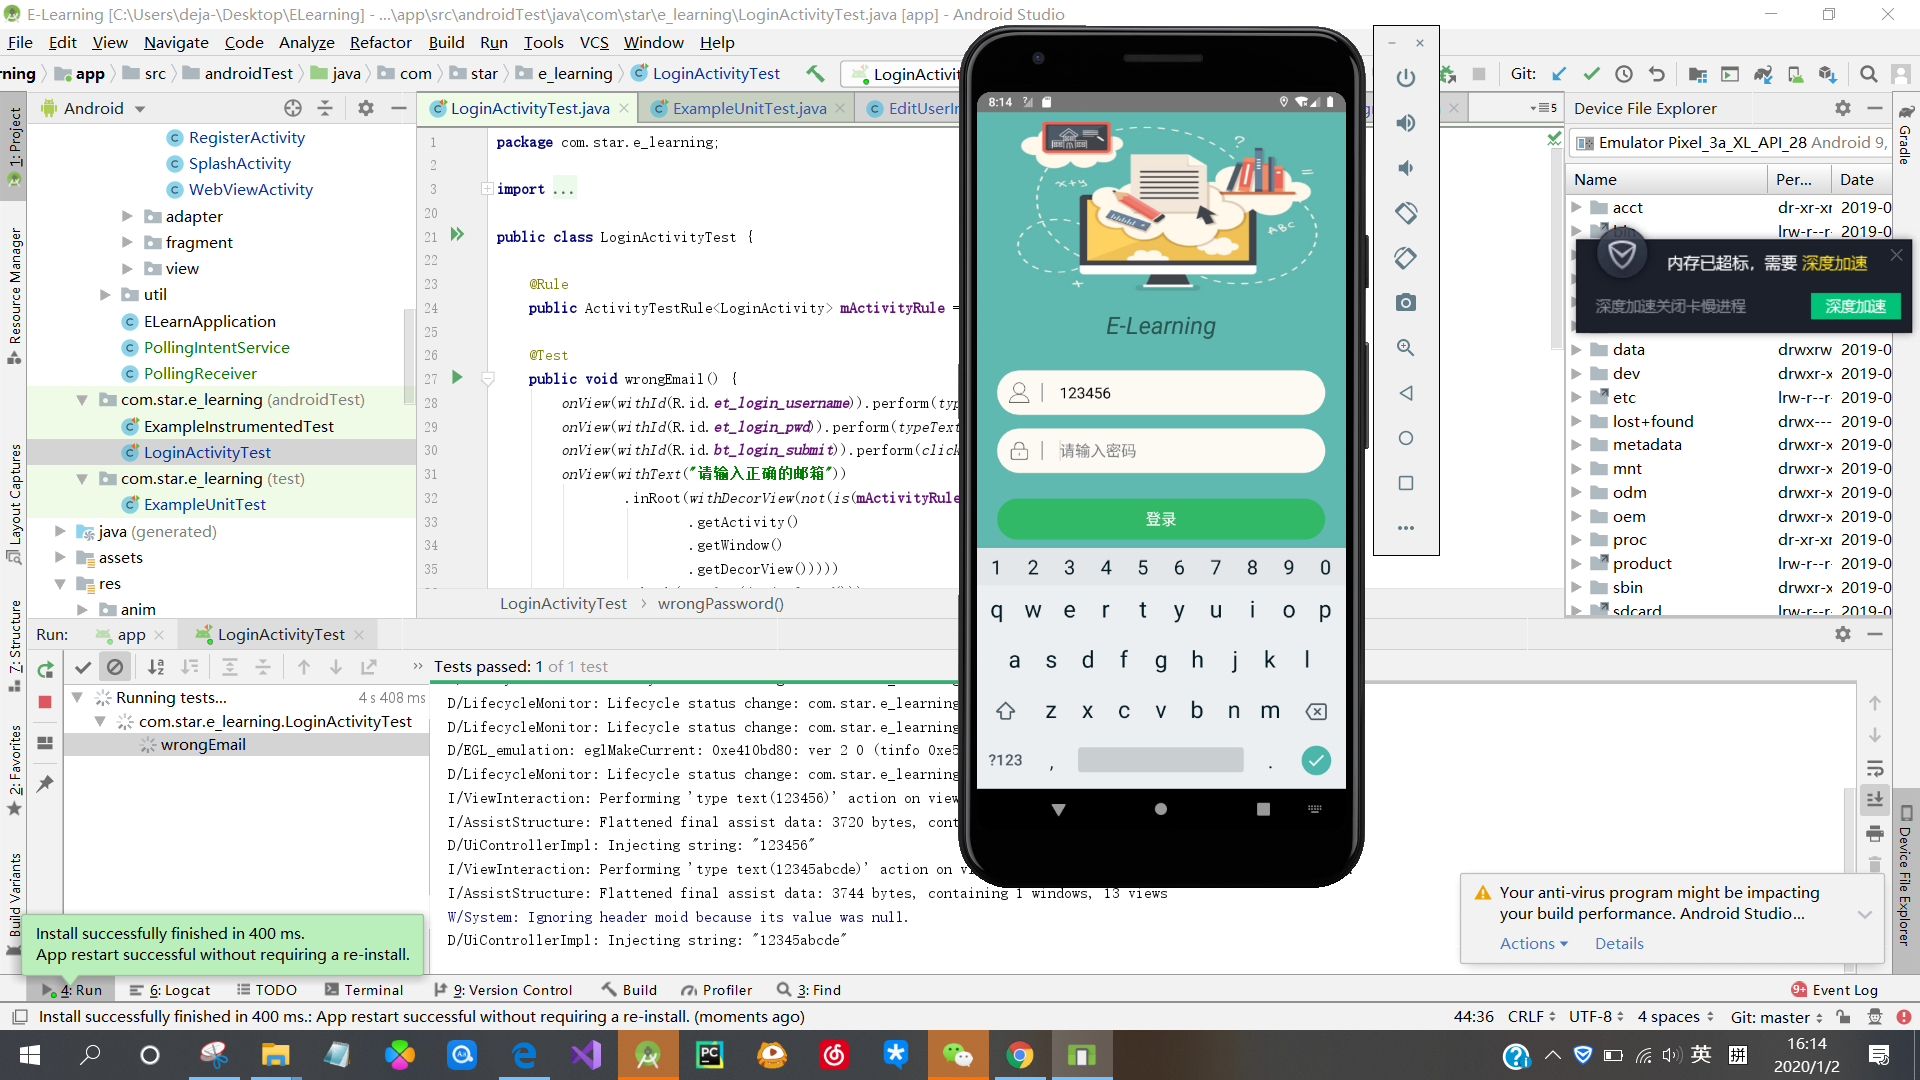 E-Learning [C:\Users\deja-\Desktop\ELearning] - ...\app\src\androidTest\java\com\star\e_learning\LoginActivityTest.java [app] - Android Studio
File Edit View Navigate Code Analyze Refactor Build Run Tools VCS Window Help
rning app src androidTest java com star e_learning LoginActivityTest LoginActivit Git:
Android
LoginActivityTest.java ExampleUnitTest.java EditUserIn
5
Device File Explorer
1: Project
Resource Manager
Layout Captures
7: Structure
2: Favorites
Build Variants
RegisterActivity
SplashActivity
WebViewActivity
adapter
fragment
view
util
ELearnApplication
PollingIntentService
PollingReceiver
com.star.e_learning (androidTest)
ExampleInstrumentedTest
LoginActivityTest
com.star.e_learning (test)
ExampleUnitTest
java (generated)
assets
res
anim
1 package com.star.e_learning;
2
3 import ...
20
21 public class LoginActivityTest {
22
23 @Rule
24 public ActivityTestRule<LoginActivity> mActivityRule =
25
26 @Test
27 public void wrongEmail() {
28 onView(withId(R.id.et_login_username)).perform(typ
29 onView(withId(R.id.et_login_pwd)).perform(typeText
30 onView(withId(R.id.bt_login_submit)).perform(click
31 onView(withText("请输入正确的邮箱"))
32 .inRoot(withDecorView(not(is(mActivityRule
33 .getActivity()
34 .getWindow()
35 .getDecorView()))))
LoginActivityTest › wrongPassword()
8:14
x+y
?
ABC
E-Learning
123456
请输入密码
登录
1 2 3 4 5 6 7 8 9 0
q w e r t y u i o p
a s d f g h j k l
z x c v b n m
?123 , .
Emulator Pixel_3a_XL_API_28 Android 9,
Name Per... Date
acct dr-xr-xr 2019-0
bin lrw-r--r- 2019-0
内存已超标，需要 深度加速
深度加速关闭卡慢进程 深度加速
data drwxrw 2019-0
dev drwxr-x 2019-0
etc lrw-r--r- 2019-0
lost+found drwx--- 2019-0
metadata drwxr-x 2019-0
mnt drwxr-x 2019-0
odm drwxr-x 2019-0
oem drwxr-x 2019-0
proc dr-xr-xr 2019-0
product lrw-r--r- 2019-0
sbin drwxr-x 2019-0
sdcard lrw-r--r- 2019-0
Gradle
Device File Explorer
Run: app LoginActivityTest
Tests passed: 1 of 1 test
Running tests... 4 s 408 ms
com.star.e_learning.LoginActivityTest
wrongEmail
D/LifecycleMonitor: Lifecycle status change: com.star.e_learning
D/LifecycleMonitor: Lifecycle status change: com.star.e_learning
D/EGL_emulation: eglMakeCurrent: 0xe410bd80: ver 2 0 (tinfo 0xe5
D/LifecycleMonitor: Lifecycle status change: com.star.e_learning
I/ViewInteraction: Performing 'type text(123456)' action on view
I/AssistStructure: Flattened final assist data: 3720 bytes, cont
D/UiControllerImpl: Injecting string: "123456"
I/ViewInteraction: Performing 'type text(12345abcde)' action on vi
I/AssistStructure: Flattened final assist data: 3744 bytes, containing 1 windows, 13 views
W/System: Ignoring header moid because its value was null.
D/UiControllerImpl: Injecting string: "12345abcde"
Install successfully finished in 400 ms.
App restart successful without requiring a re-install.
Your anti-virus program might be impacting
your build performance. Android Studio...
Actions Details
4: Run 6: Logcat TODO Terminal 9: Version Control Build Profiler 3: Find 9+ Event Log
Install successfully finished in 400 ms.: App restart successful without requiring a re-install. (moments ago) 44:36 CRLF UTF-8 4 spaces Git: master
英 拼
16:14
2020/1/2